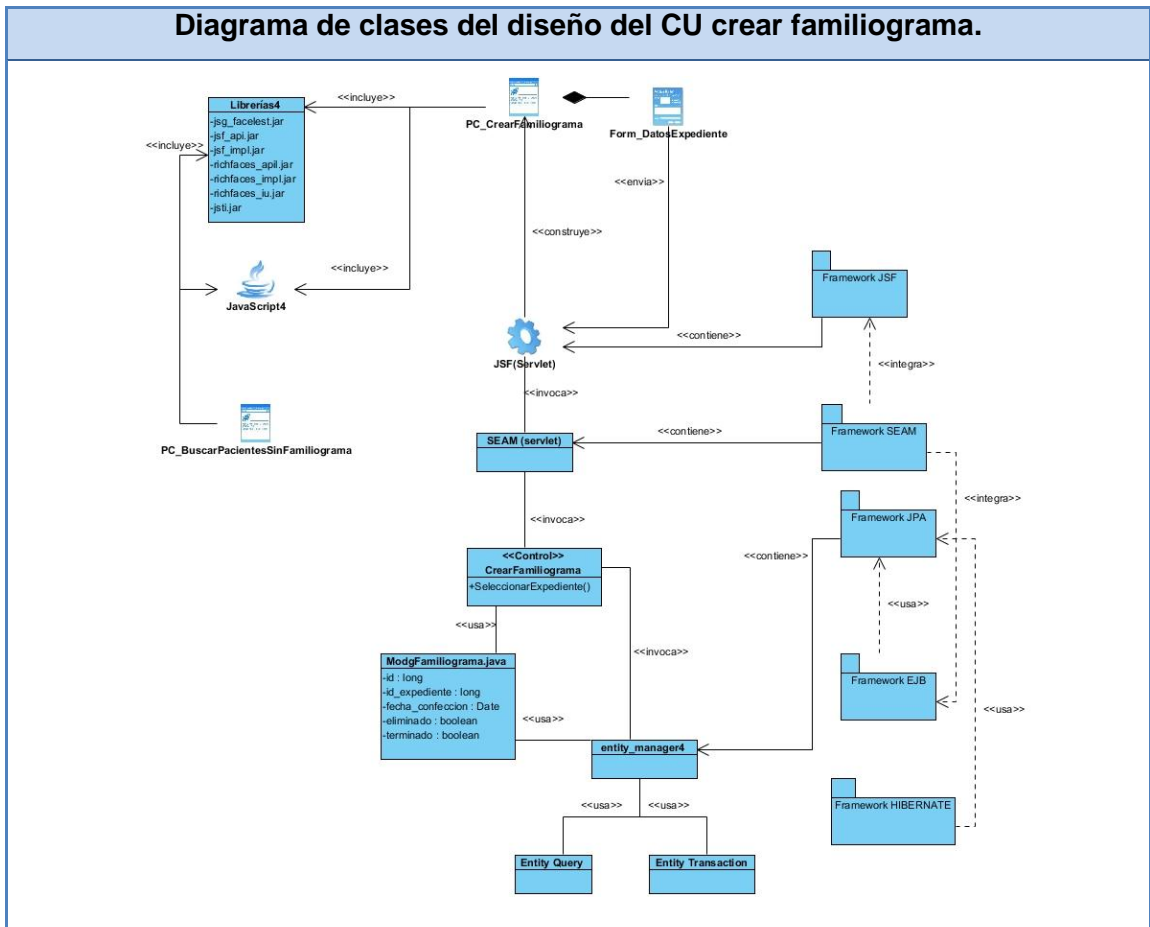 Diagrama de clases del diseño del CU crear familiograma.
<<incluye>>
PC_CrearFamiliograma
Form_DatosExpediente
Librerías4
-jsg_facelest.jar
-jsf_api.jar
-jsf_impl.jar
-richfaces_apil.jar
-richfaces_impl.jar
-richfaces_iu.jar
-jsti.jar
<<incluye>>
<<envia>>
<<construye>>
<<incluye>>
JavaScript4
Framework JSF
<<contiene>>
JSF(Servlet)
<<integra>>
<<invoca>>
PC_BuscarPacientesSinFamiliograma
SEAM (servlet)
<<contiene>>
Framework SEAM
<<integra>>
<<invoca>>
Framework JPA
<<contiene>>
<<Control>>
CrearFamiliograma
+SeleccionarExpediente()
<<usa>>
<<usa>>
<<invoca>>
ModgFamiliograma.java
-id : long
-id_expediente : long
-fecha_confeccion : Date
-eliminado : boolean
-terminado : boolean
<<usa>>
Framework EJB
<<usa>>
entity_manager4
<<usa>>
<<usa>>
Framework HIBERNATE
Entity Query
Entity Transaction